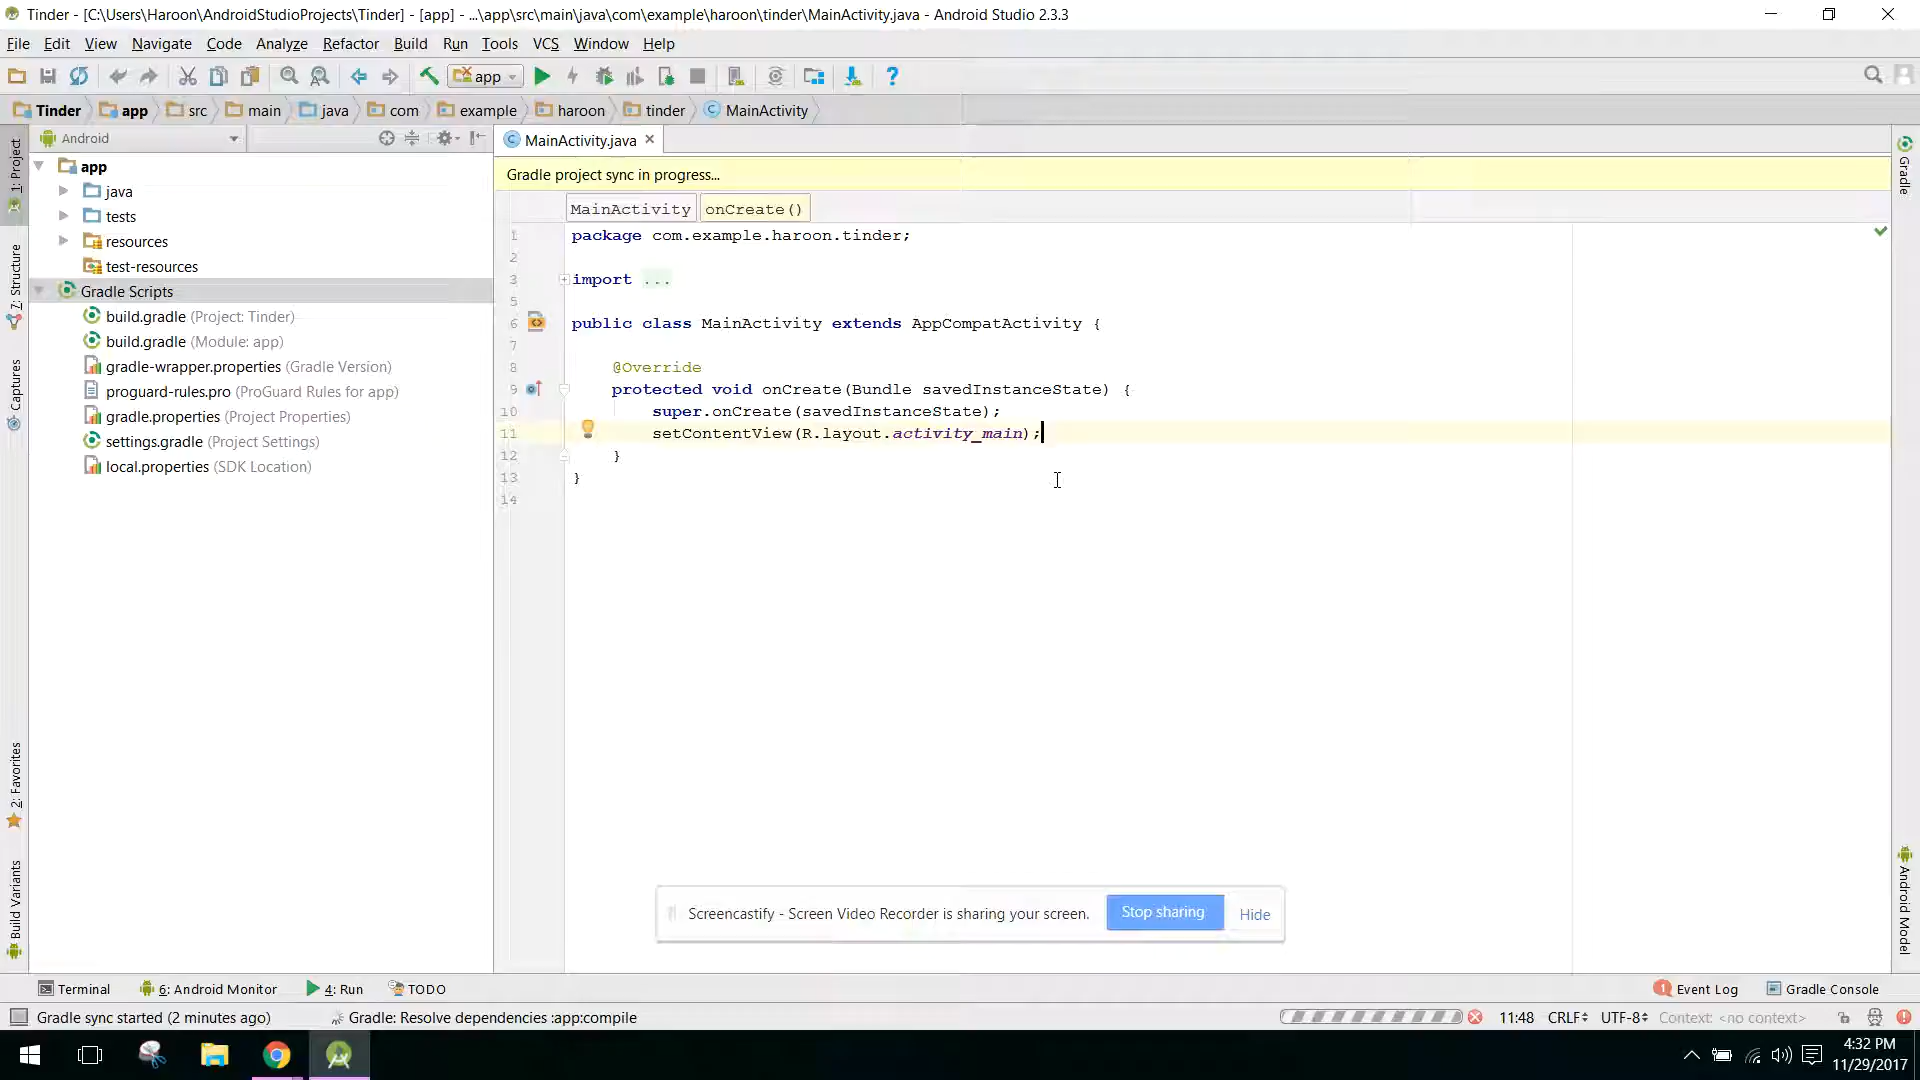 Tinder - [C:\Users\Haroon\AndroidStudioProjects\Tinder] - [app] - ...\app\src\main\java\com\example\haroon\tinder\MainActivity.java - Android Studio 2.3.3
File Edit View Navigate Code Analyze Refactor Build Run Tools VCS Window Help
app
Tinder app src main java com example haroon tinder MainActivity
Android
MainActivity.java
1: Project
7: Structure
Captures
2: Favorites
Build Variants
app
java
tests
resources
test-resources
Gradle Scripts
build.gradle (Project: Tinder)
build.gradle (Module: app)
gradle-wrapper.properties (Gradle Version)
proguard-rules.pro (ProGuard Rules for app)
gradle.properties (Project Properties)
settings.gradle (Project Settings)
local.properties (SDK Location)
Gradle project sync in progress...
MainActivity onCreate()
1 package com.example.haroon.tinder;
2
3 import ...
5
6 public class MainActivity extends AppCompatActivity {
7
8 @Override
9 protected void onCreate(Bundle savedInstanceState) {
10 super.onCreate(savedInstanceState);
11 setContentView(R.layout.activity_main);
12 }
13 }
14
Gradle
Android Model
Screencastify - Screen Video Recorder is sharing your screen. Stop sharing Hide
Terminal 6: Android Monitor 4: Run TODO 1 Event Log Gradle Console
Gradle sync started (2 minutes ago) Gradle: Resolve dependencies :app:compile 11:48 CRLF UTF-8 Context: <no context>
4:32 PM
11/29/2017